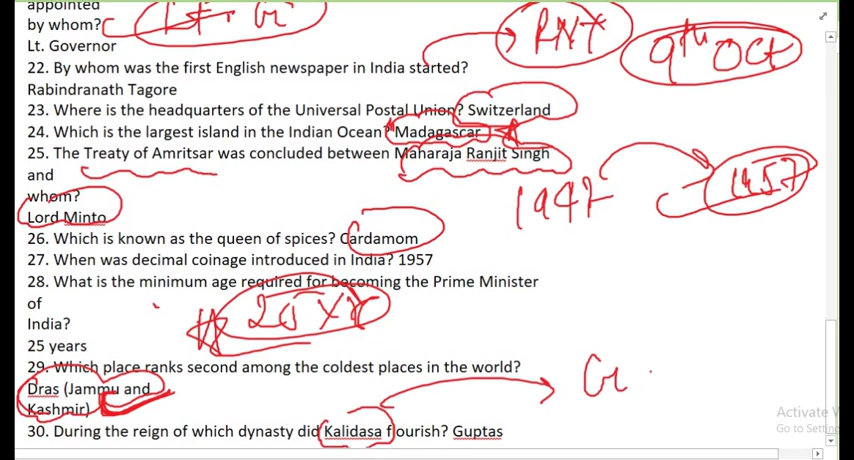 appointed
by whom?
Lt. Governor
22. By whom was the first English newspaper in India started?
Rabindranath Tagore
23. Where is the headquarters of the Universal Postal Union? Switzerland
24. Which is the largest island in the Indian Ocean? Madagascar
25. The Treaty of Amritsar was concluded between Maharaja Ranjit Singh
and
whom?
Lord Minto
26. Which is known as the queen of spices? Cardamom
27. When was decimal coinage introduced in India? 1957
28. What is the minimum age required for becoming the Prime Minister
of
India?
25 years
29. Which place ranks second among the coldest places in the world?
Dras (Jammu and
Kashmir)
30. During the reign of which dynasty did Kalidasa flourish? Guptas
RNT
9th Oct
1947
1957
25 Yr
Activate
Go to Settin